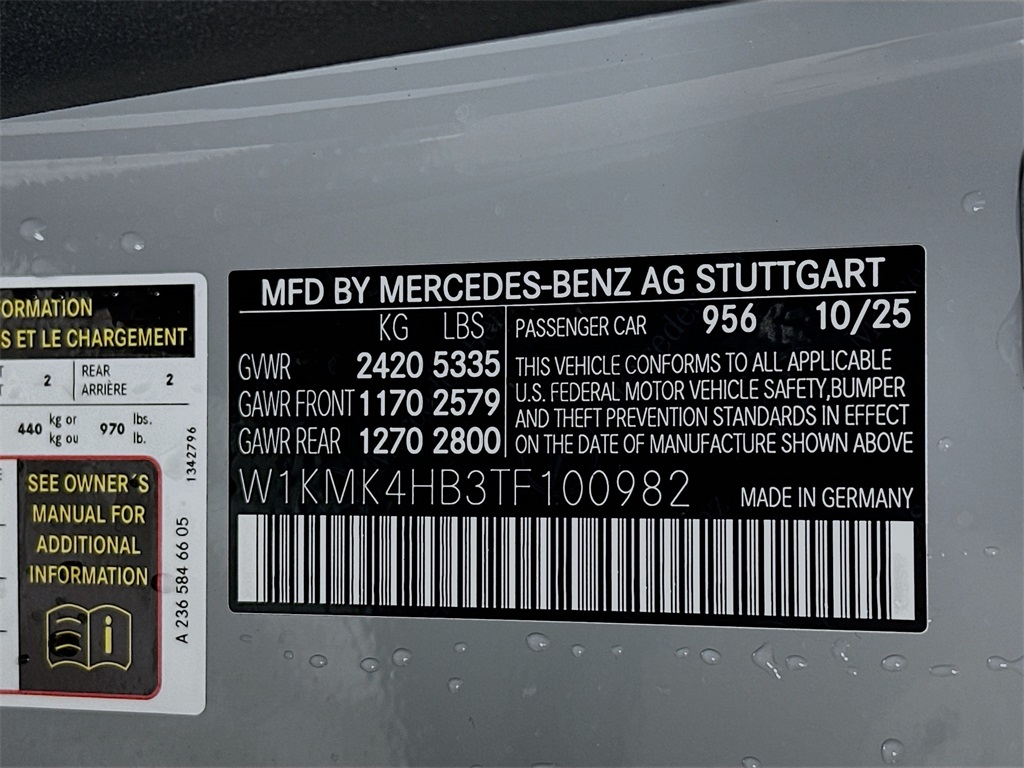 FORMATION
S ET LE CHARGEMENT
2 REAR
ARRIÈRE 2
440 kg or
kg ou 970 lbs.
lb.
1342796
SEE OWNER´S
MANUAL FOR
ADDITIONAL
INFORMATION
i
A 236 584 66 05
MFD BY MERCEDES-BENZ AG STUTTGART
KG LBS
GVWR 2420 5335
GAWR FRONT 1170 2579
GAWR REAR 1270 2800
PASSENGER CAR 956 10/25
THIS VEHICLE CONFORMS TO ALL APPLICABLE
U.S. FEDERAL MOTOR VEHICLE SAFETY,BUMPER
AND THEFT PREVENTION STANDARDS IN EFFECT
ON THE DATE OF MANUFACTURE SHOWN ABOVE
W1KMK4HB3TF100982 MADE IN GERMANY